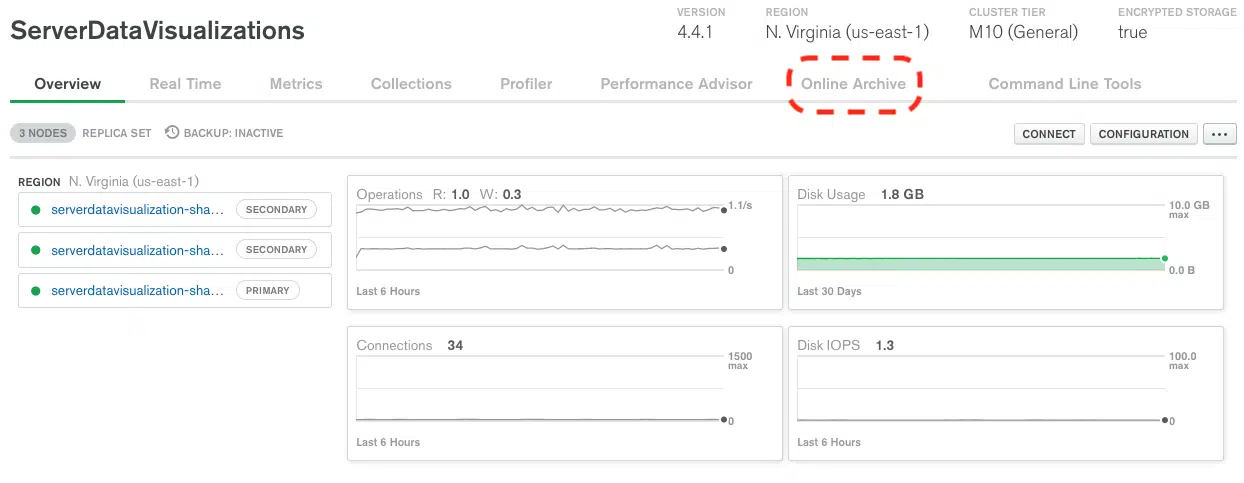 ServerDataVisualizations
VERSION
4.4.1
REGION
N. Virginia (us-east-1)
CLUSTER TIER
M10 (General)
ENCRYPTED STORAGE
true
Overview Real Time Metrics Collections Profiler Performance Advisor Online Archive Command Line Tools
3 NODES REPLICA SET BACKUP: INACTIVE CONNECT CONFIGURATION ...
REGION N. Virginia (us-east-1)
serverdatavisualization-sha... SECONDARY
serverdatavisualization-sha... SECONDARY
serverdatavisualization-sha... PRIMARY
Operations R: 1.0 W: 0.3
1.1/s
0
Last 6 Hours
Disk Usage 1.8 GB
10.0 GB
max
0.0 B
Last 30 Days
Connections 34
1500
max
0
Last 6 Hours
Disk IOPS 1.3
100.0
max
0
Last 6 Hours